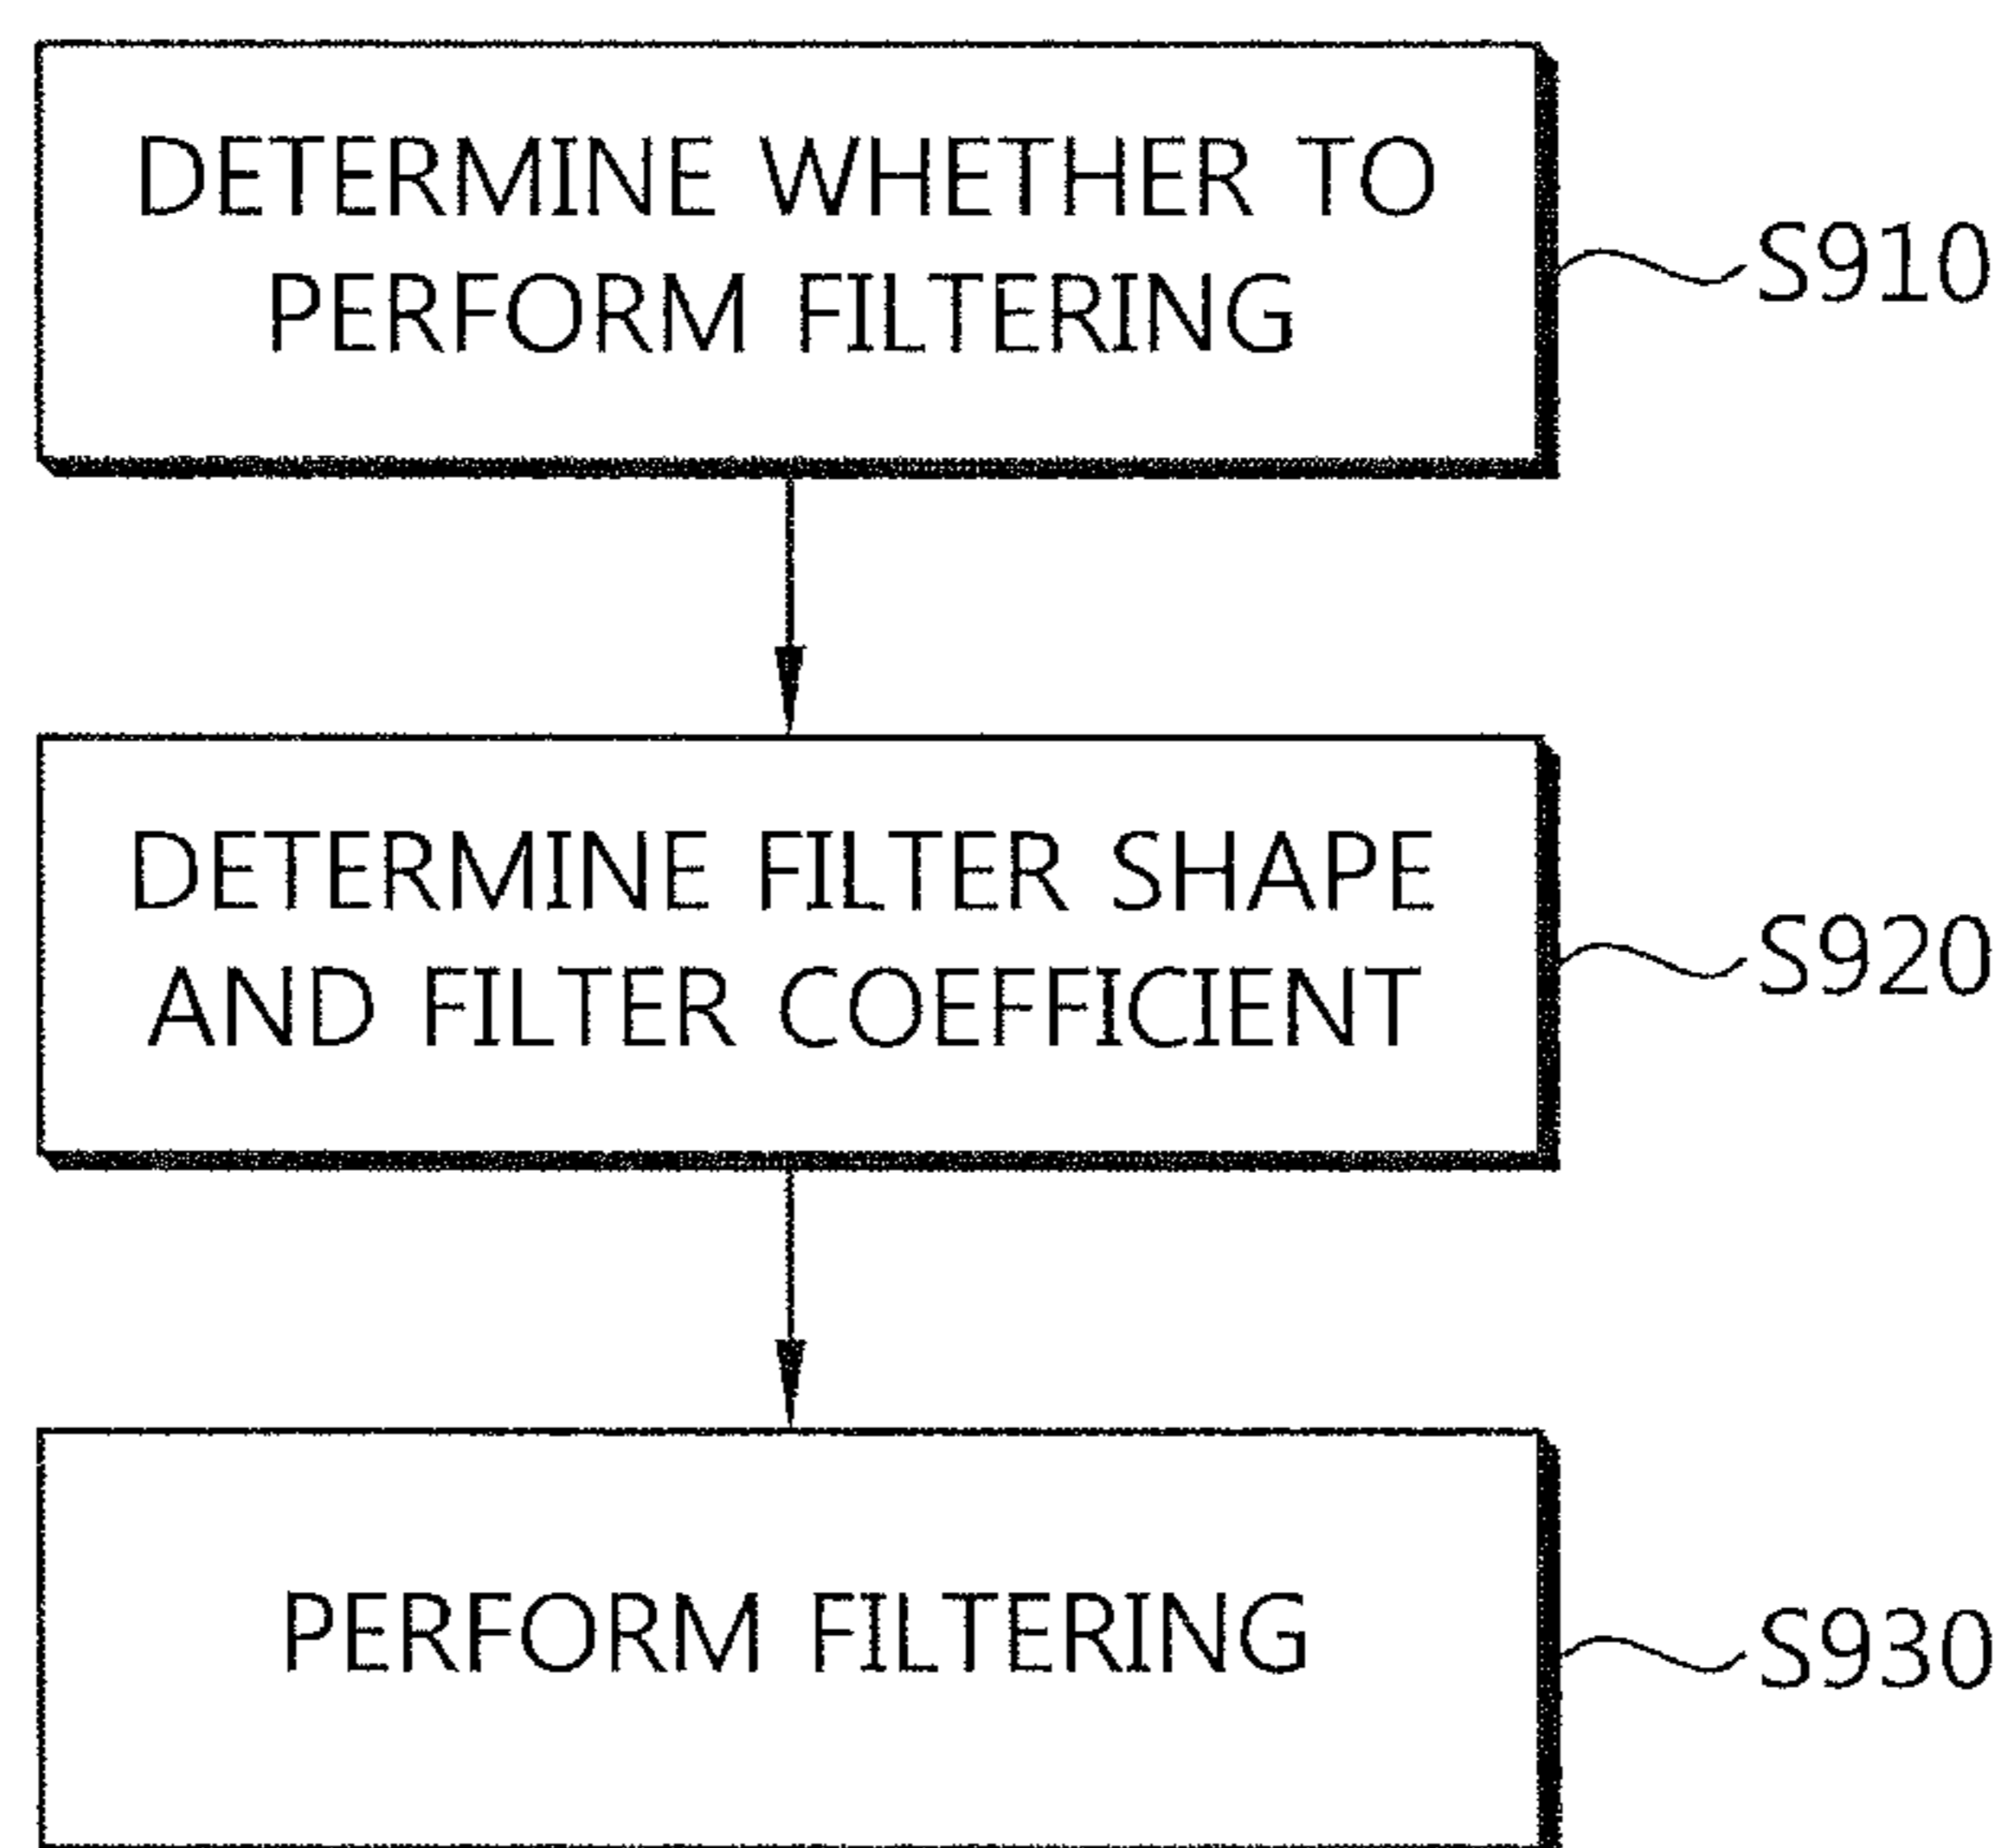 DETERMINE WHETHER TO
PERFORM FILTERING
S910
DETERMINE FILTER SHAPE
AND FILTER COEFFICIENT
S920
PERFORM FILTERING
S930